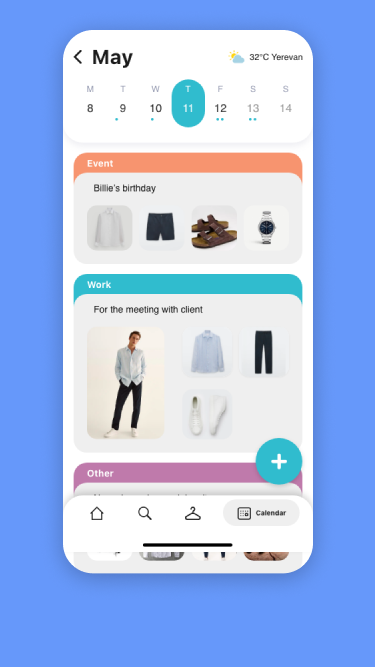 May
32°C Yerevan
M T W T F S S
8 9 10 11 12 13 14
Event
Billie's birthday
Work
For the meeting with client
Other
Calendar